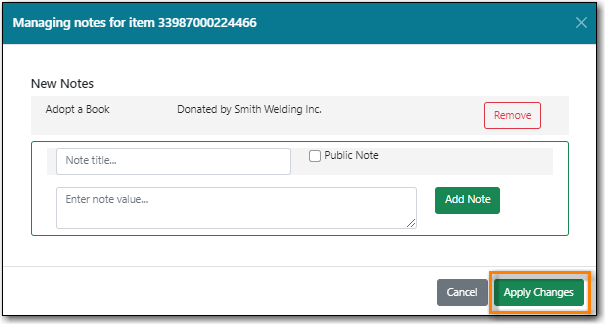 Managing notes for item 33987000224466
New Notes
Adopt a Book Donated by Smith Welding Inc. Remove
Note title... Public Note
Enter note value... Add Note
Cancel Apply Changes